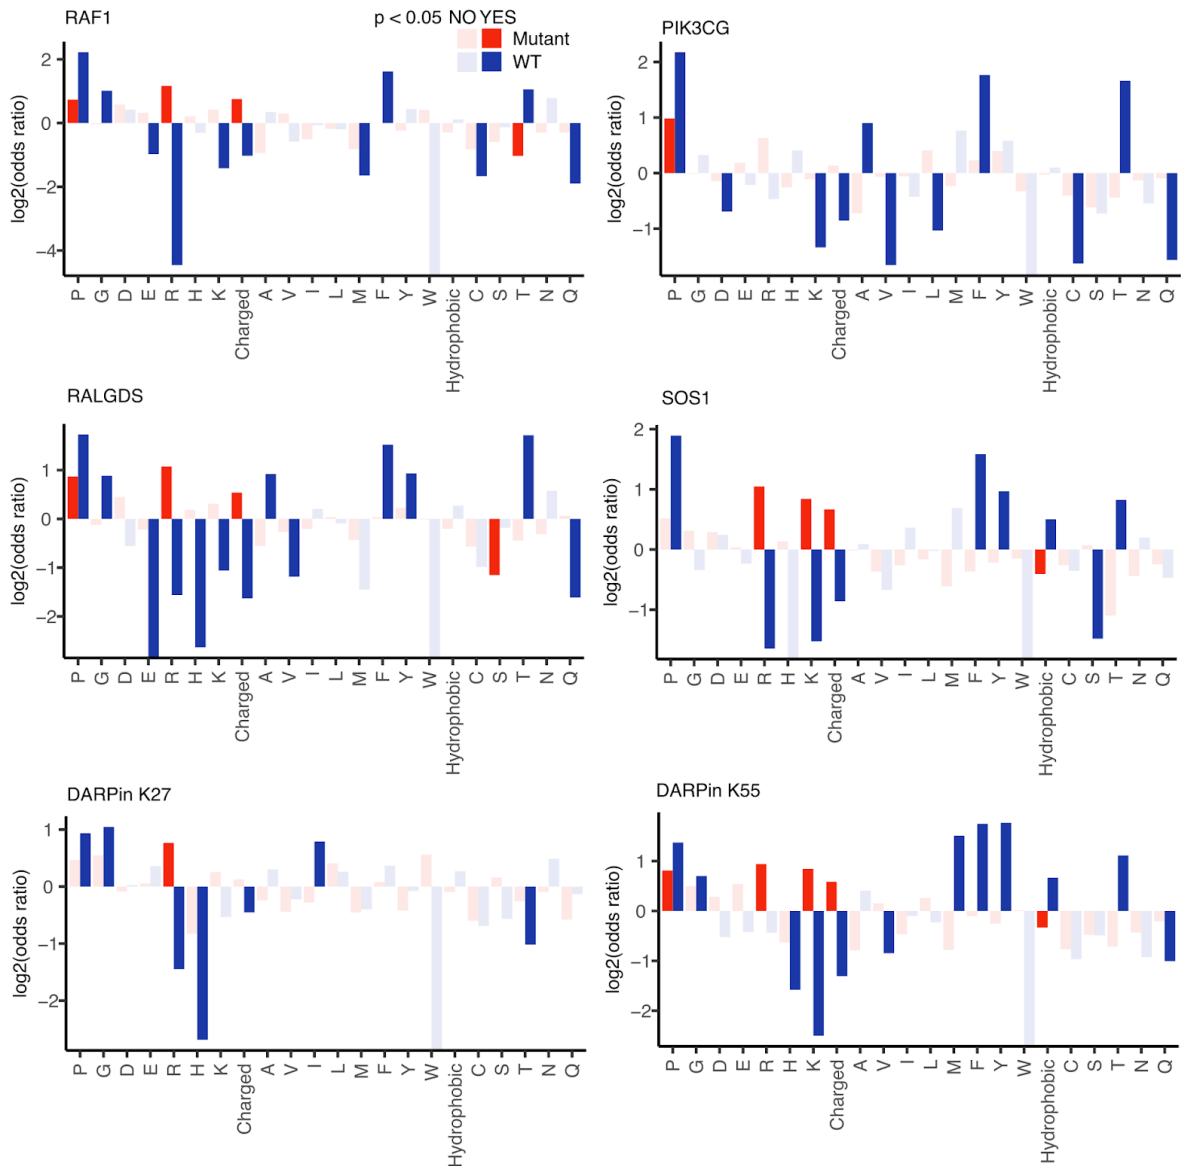 RAF1
p < 0.05 NO YES
Mutant
WT
log2(odds ratio)
2
0
−2
−4
P G D E R H K Charged A V I L M F Y W Hydrophobic C S T N Q
PIK3CG
log2(odds ratio)
2
1
0
−1
P G D E R H K Charged A V I L M F Y W Hydrophobic C S T N Q
RALGDS
log2(odds ratio)
1
0
−1
−2
P G D E R H K Charged A V I L M F Y W Hydrophobic C S T N Q
SOS1
log2(odds ratio)
2
1
0
−1
P G D E R H K Charged A V I L M F Y W Hydrophobic C S T N Q
DARPin K27
log2(odds ratio)
1
0
−1
−2
P G D E R H K Charged A V I L M F Y W Hydrophobic C S T N Q
DARPin K55
log2(odds ratio)
1
0
−1
−2
P G D E R H K Charged A V I L M F Y W Hydrophobic C S T N Q